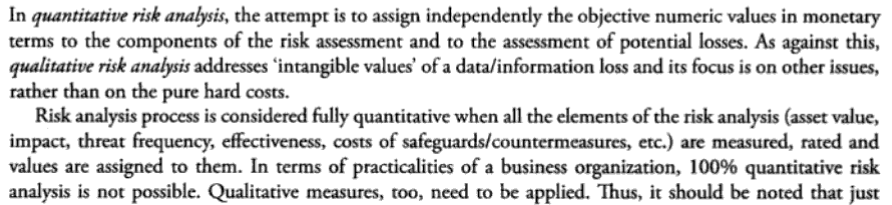 In quantitative risk analysis, the attempt is to assign independently the objective numeric values in monetary
terms to the components of the risk assessment and to the assessment of potential losses. As against this,
qualitative risk analysis addresses ‘intangible values’ of a data/information loss and its focus is on other issues,
rather than on the pure hard costs.
Risk analysis process is considered fully quantitative when all the elements of the risk analysis (asset value,
impact, threat frequency, effectiveness, costs of safeguards/countermeasures, etc.) are measured, rated and
values are assigned to them. In terms of practicalities of a business organization, 100% quantitative risk
analysis is not possible. Qualitative measures, too, need to be applied. Thus, it should be noted that just